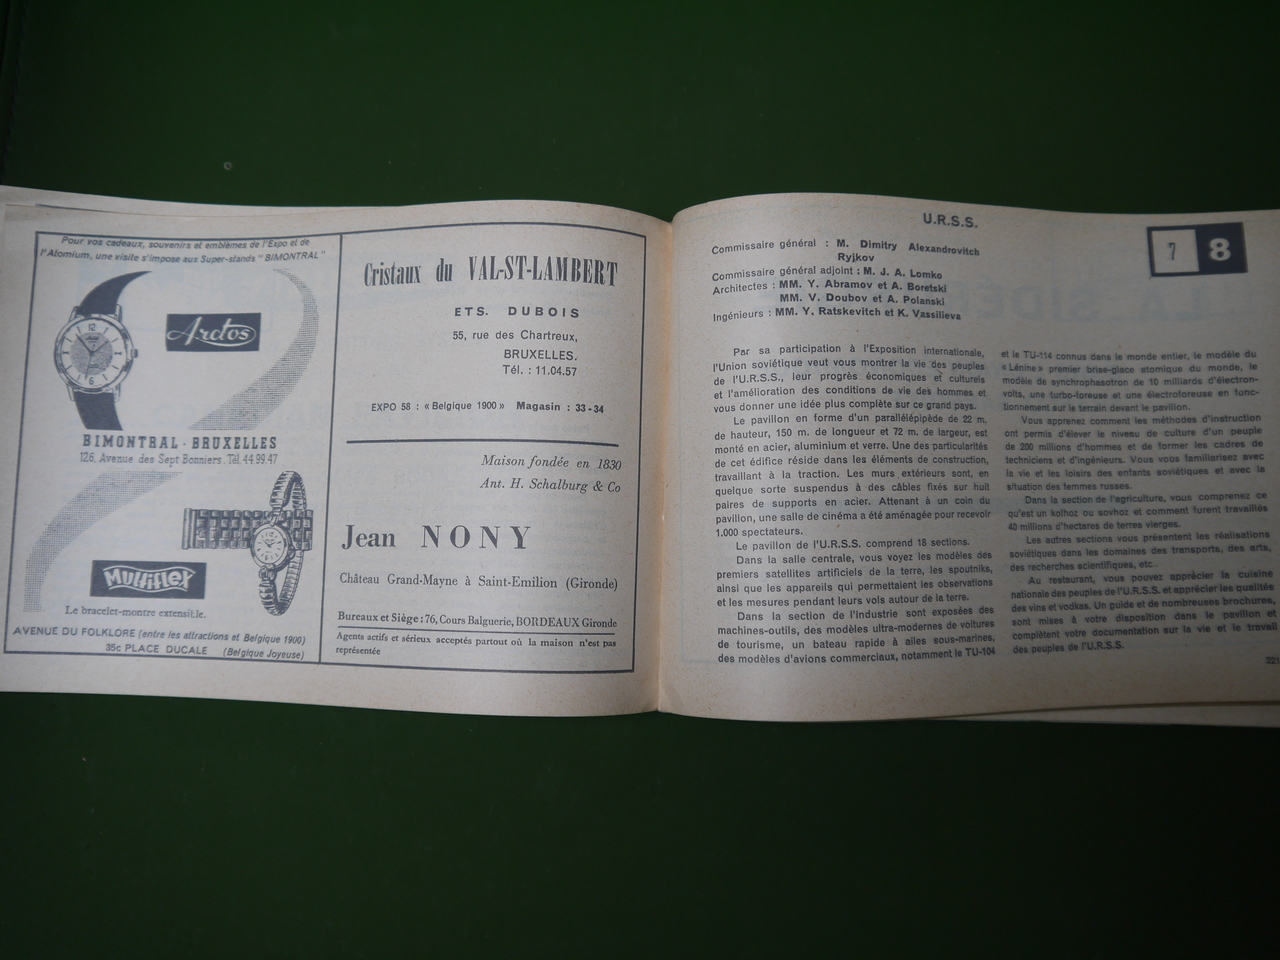 Pour vos cadeaux, souvenirs et emblèmes de l'Expo et de
l'Atomium, une visite s'impose aux Super-stands "BIMONTRAL"
Arctos
BIMONTRAL - BRUXELLES
126, Avenue des Sept Bonniers. Tél. 44.99.47
Multiflex
Le bracelet-montre extensible.
AVENUE DU FOLKLORE (entre les attractions et Belgique 1900)
35c PLACE DUCALE (Belgique Joyeuse)
Cristaux du VAL-ST-LAMBERT
ETS. DUBOIS
55, rue des Chartreux,
BRUXELLES.
Tél. : 11.04.57
EXPO 58 : «Belgique 1900» Magasin : 33-34
Maison fondée en 1830
Ant. H. Schalburg & Co
Jean NONY
Château Grand-Mayne à Saint-Emilion (Gironde)
Bureaux et Siège : 76, Cours Balguerie, BORDEAUX Gironde
Agents actifs et sérieux acceptés partout où la maison n'est pas
représentée
U.R.S.S.
7 8
Commissaire général : M. Dimitry Alexandrovitch
Ryjkov
Commissaire général adjoint : M. J. A. Lomko
Architectes : MM. Y. Abramov et A. Boretski
MM. V. Doubov et A. Polanski
Ingénieurs : MM. Y. Ratskevitch et K. Vassilieva
Par sa participation à l'Exposition internationale,
l'Union soviétique veut vous montrer la vie des peuples
de l'U.R.S.S., leur progrès économiques et culturels
et l'amélioration des conditions de vie des hommes et
vous donner une idée plus complète sur ce grand pays.
Le pavillon en forme d'un parallélépipède de 22 m.
de hauteur, 150 m. de longueur et 72 m. de largeur, est
monté en acier, aluminium et verre. Une des particularités
de cet édifice réside dans les éléments de construction,
travaillant à la traction. Les murs extérieurs sont, en
quelque sorte suspendus à des câbles fixés sur huit
paires de supports en acier. Attenant à un coin du
pavillon, une salle de cinéma a été aménagée pour recevoir
1.000 spectateurs.
Le pavillon de l'U.R.S.S. comprend 18 sections.
Dans la salle centrale, vous voyez les modèles des
premiers satellites artificiels de la terre, les spoutniks,
ainsi que les appareils qui permettaient les observations
et les mesures pendant leurs vols autour de la terre.
Dans la section de l'industrie sont exposées des
machines-outils, des modèles ultra-modernes de voitures
de tourisme, un bateau rapide à ailes sous-marines,
des modèles d'avions commerciaux, notamment le TU-104
et le TU-114 connus dans le monde entier, le modèle du
«Lénine» premier brise-glace atomique du monde, le
modèle de synchrophasotron de 10 milliards d'électron-
volts, une turbo-foreuse et une électroforeuse en fonc-
tionnement sur le terrain devant le pavillon.
Vous apprenez comment les méthodes d'instruction
ont permis d'élever le niveau de culture d'un peuple
de 200 millions d'hommes et de former les cadres de
techniciens et d'ingénieurs. Vous vous familiarisez avec
la vie et les loisirs des enfants soviétiques et avec la
situation des femmes russes.
Dans la section de l'agriculture, vous comprenez ce
qu'est un kolhoz ou sovhoz et comment furent travaillés
40 millions d'hectares de terres vierges.
Les autres sections vous présentent les réalisations
soviétiques dans les domaines des transports, des arts,
des recherches scientifiques, etc..
Au restaurant, vous pouvez apprécier la cuisine
nationale des peuples de l'U.R.S.S. et apprécier les qualités
des vins et vodkas. Un guide et de nombreuses brochures,
sont mises à votre disposition dans le pavillon et
complètent votre documentation sur la vie et le travail
des peuples de l'U.R.S.S.